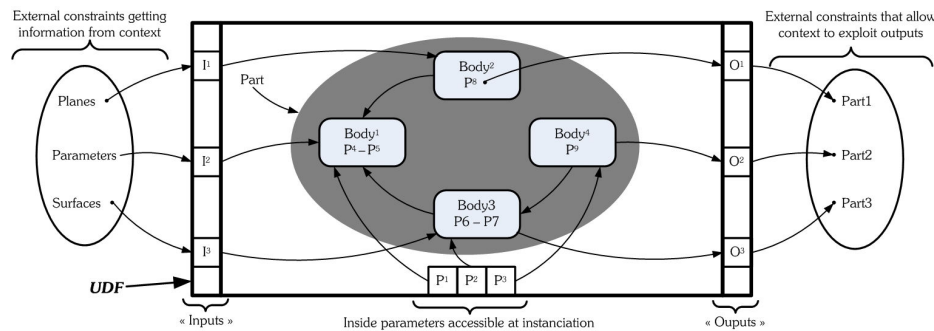 External constraints getting
information from context
External constraints that allow
context to exploit outputs
Planes
Parameters
Surfaces
UDF
I¹
I²
I³
« Inputs »
Part
Body²
P⁸
Body¹
P⁴ – P⁵
Body⁴
P⁹
Body3
P6 – P7
P¹ P² P³
Inside parameters accessible at instanciation
O¹
O²
O³
« Ouputs »
Part1
Part2
Part3